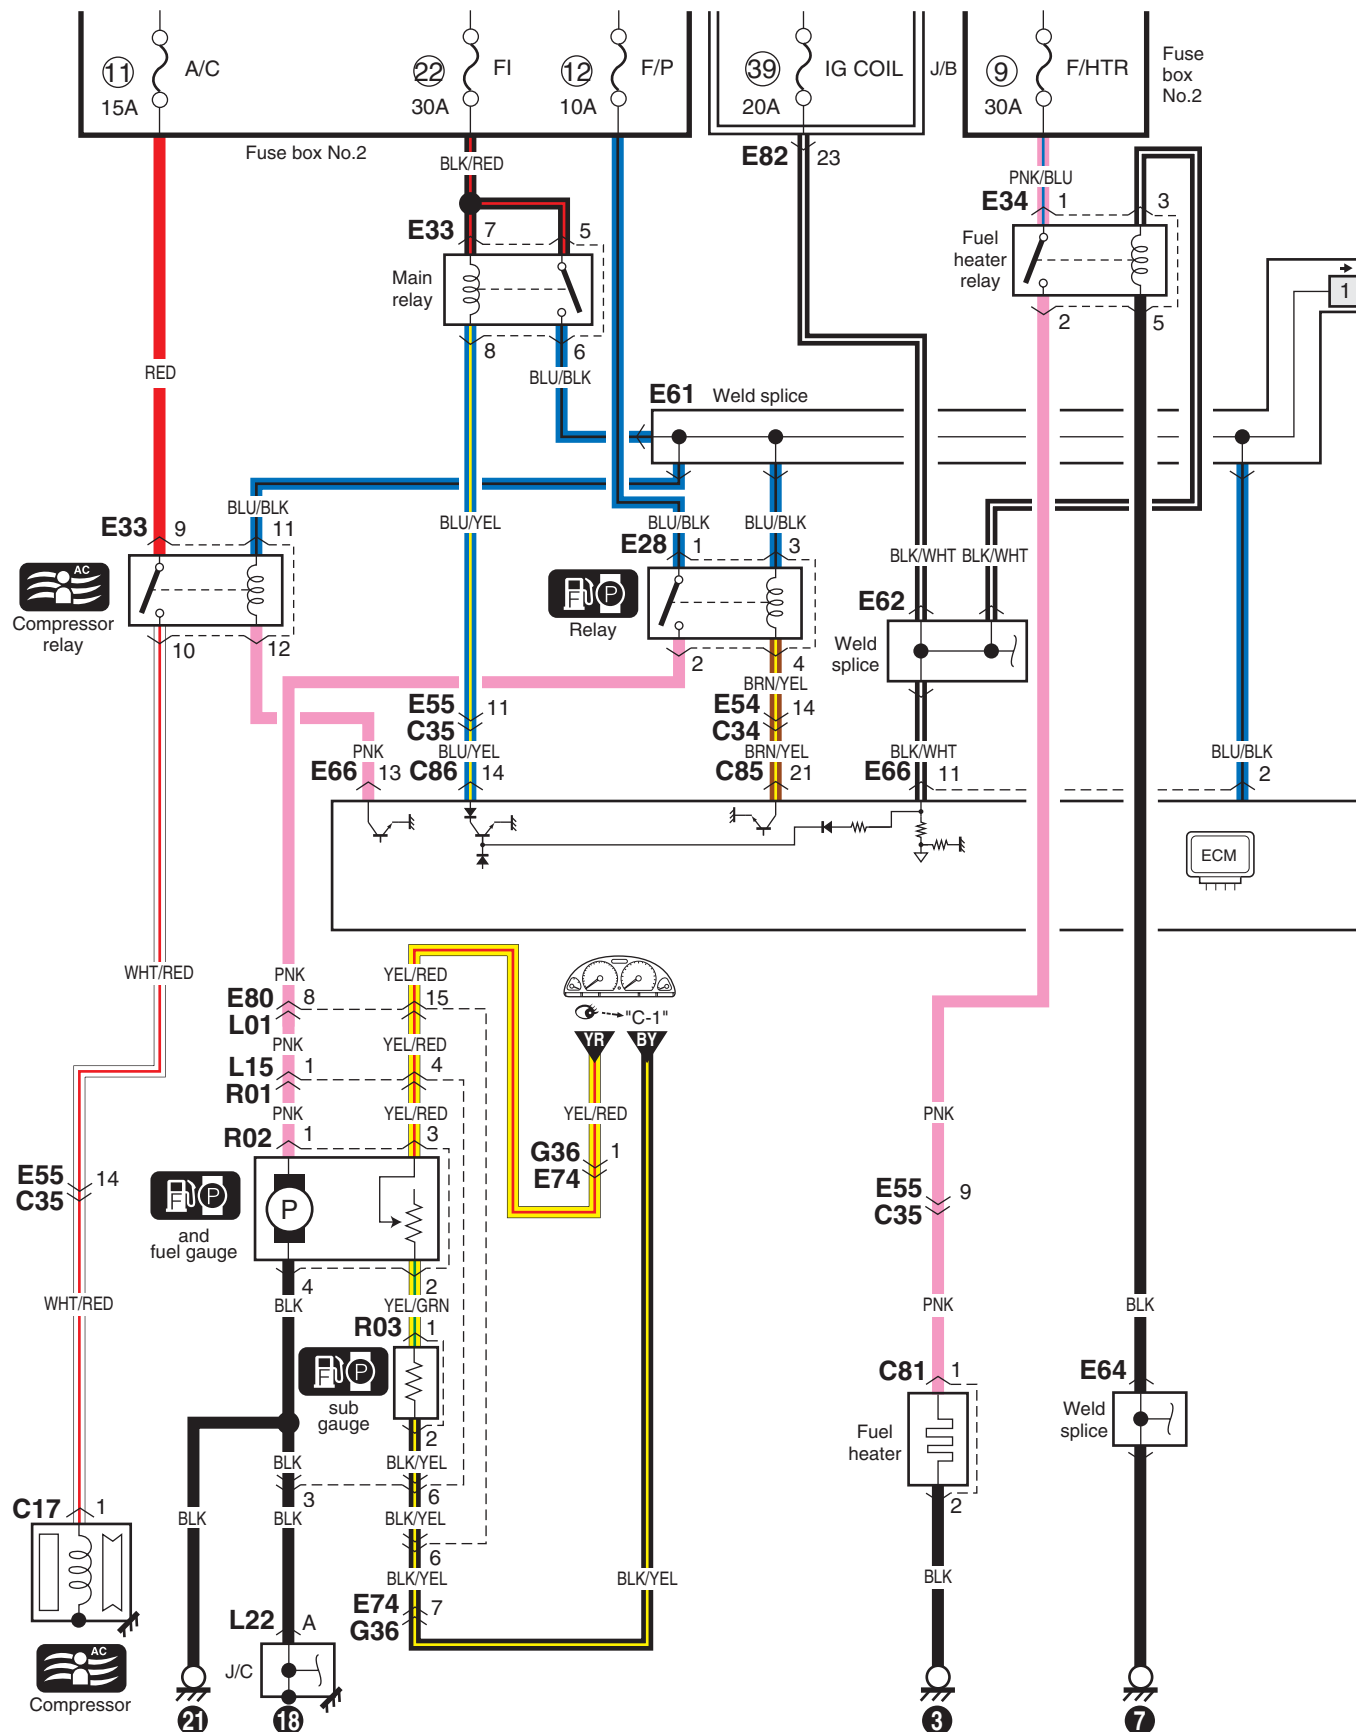 11 A/C 15A
22 FI 30A
12 F/P 10A
39 IG COIL 20A
J/B
9 F/HTR 30A
Fuse box No.2
Fuse box No.2
BLK/RED
E82 23
PNK/BLU
E34 1 3
E33 7 5
Main relay
Fuel heater relay
1
8 6
2 5
RED
BLU/BLK
E61 Weld splice
BLU/BLK
BLU/YEL
BLU/BLK BLU/BLK
E33 9 11
E28 1 3
BLK/WHT BLK/WHT
AC
Compressor relay
F P
Relay
E62
Weld splice
10 12
2 4
BRN/YEL
E55 11
C35
E54 14
C34
PNK
BLU/YEL
BRN/YEL
BLK/WHT
BLU/BLK
E66 13
C86 14
C85 21
E66 11
2
ECM
WHT/RED
PNK
YEL/RED
E80 8 15
L01
"C-1"
YR BY
PNK
YEL/RED
L15 1 4
R01
PNK
YEL/RED
YEL/RED
PNK
R02 1 3
G36 1
E74
E55 14
C35
F P
and fuel gauge
P
E55 9
C35
4 2
WHT/RED
BLK
YEL/GRN
PNK
BLK
R03 1
F P
sub gauge
C81 1
E64
Fuel heater
Weld splice
2
BLK
BLK/YEL
3 6
C17 1
BLK
BLK
BLK/YEL
2
6
BLK/YEL
BLK/YEL
BLK
E74 7
G36
L22 A
J/C
AC
Compressor
21
18
3
7